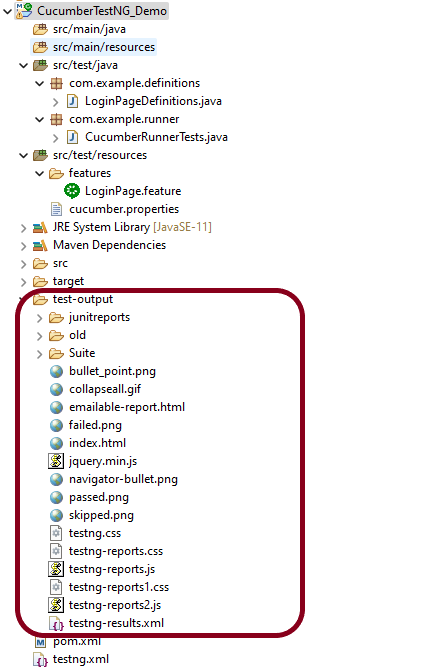 CucumberTestNG_Demo
src/main/java
src/main/resources
src/test/java
com.example.definitions
LoginPageDefinitions.java
com.example.runner
CucumberRunnerTests.java
src/test/resources
features
LoginPage.feature
cucumber.properties
JRE System Library [JavaSE-11]
Maven Dependencies
src
target
test-output
junitreports
old
Suite
bullet_point.png
collapseall.gif
emailable-report.html
failed.png
index.html
jquery.min.js
navigator-bullet.png
passed.png
skipped.png
testng.css
testng-reports.css
testng-reports.js
testng-reports1.css
testng-reports2.js
testng-results.xml
pom.xml
testng.xml